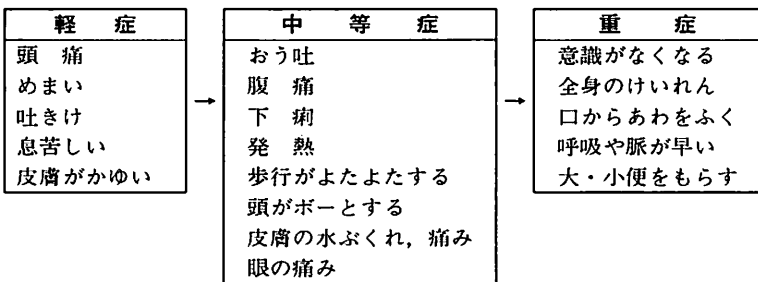 軽　症
頭　痛
めまい
吐きけ
息苦しい
皮膚がかゆい
→
中　等　症
おう吐
腹　痛
下　痢
発　熱
歩行がよたよたする
頭がボーとする
皮膚の水ぶくれ，痛み
眼の痛み
→
重　症
意識がなくなる
全身のけいれん
口からあわをふく
呼吸や脈が早い
大・小便をもらす